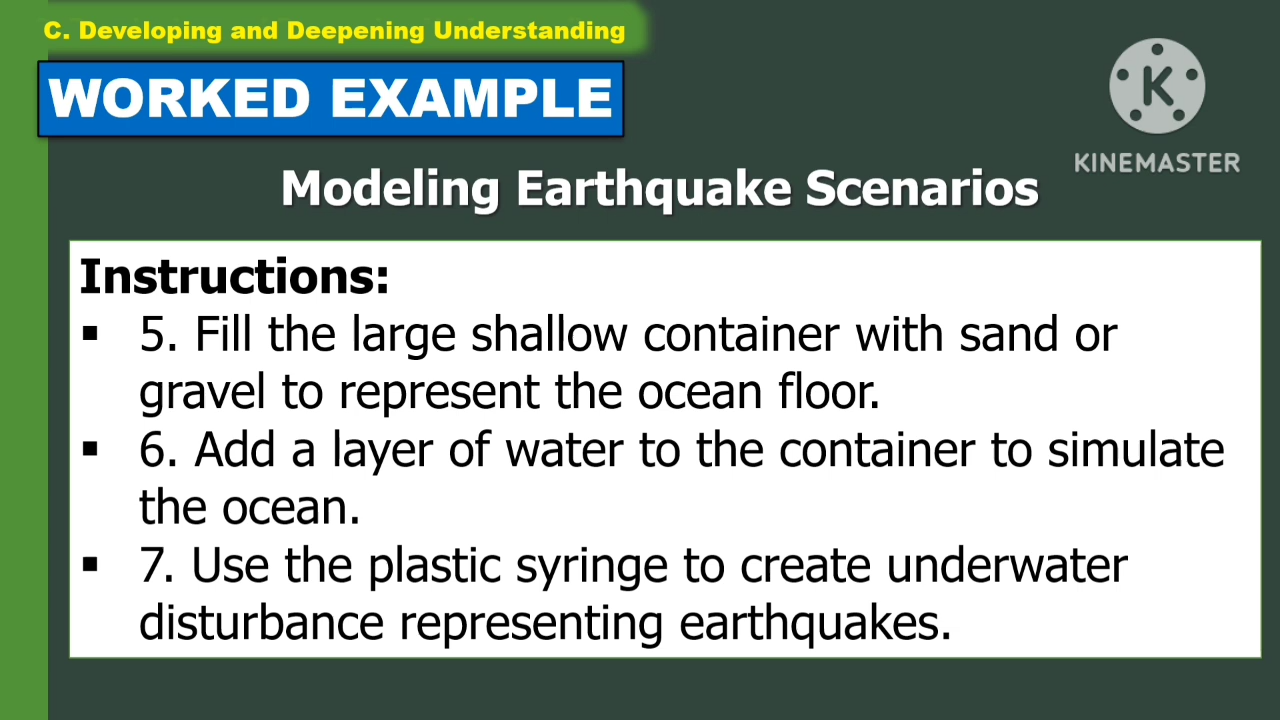 C. Developing and Deepening Understanding
WORKED EXAMPLE
K
KINEMASTER
Modeling Earthquake Scenarios
Instructions:
▪ 5. Fill the large shallow container with sand or
gravel to represent the ocean floor.
▪ 6. Add a layer of water to the container to simulate
the ocean.
▪ 7. Use the plastic syringe to create underwater
disturbance representing earthquakes.